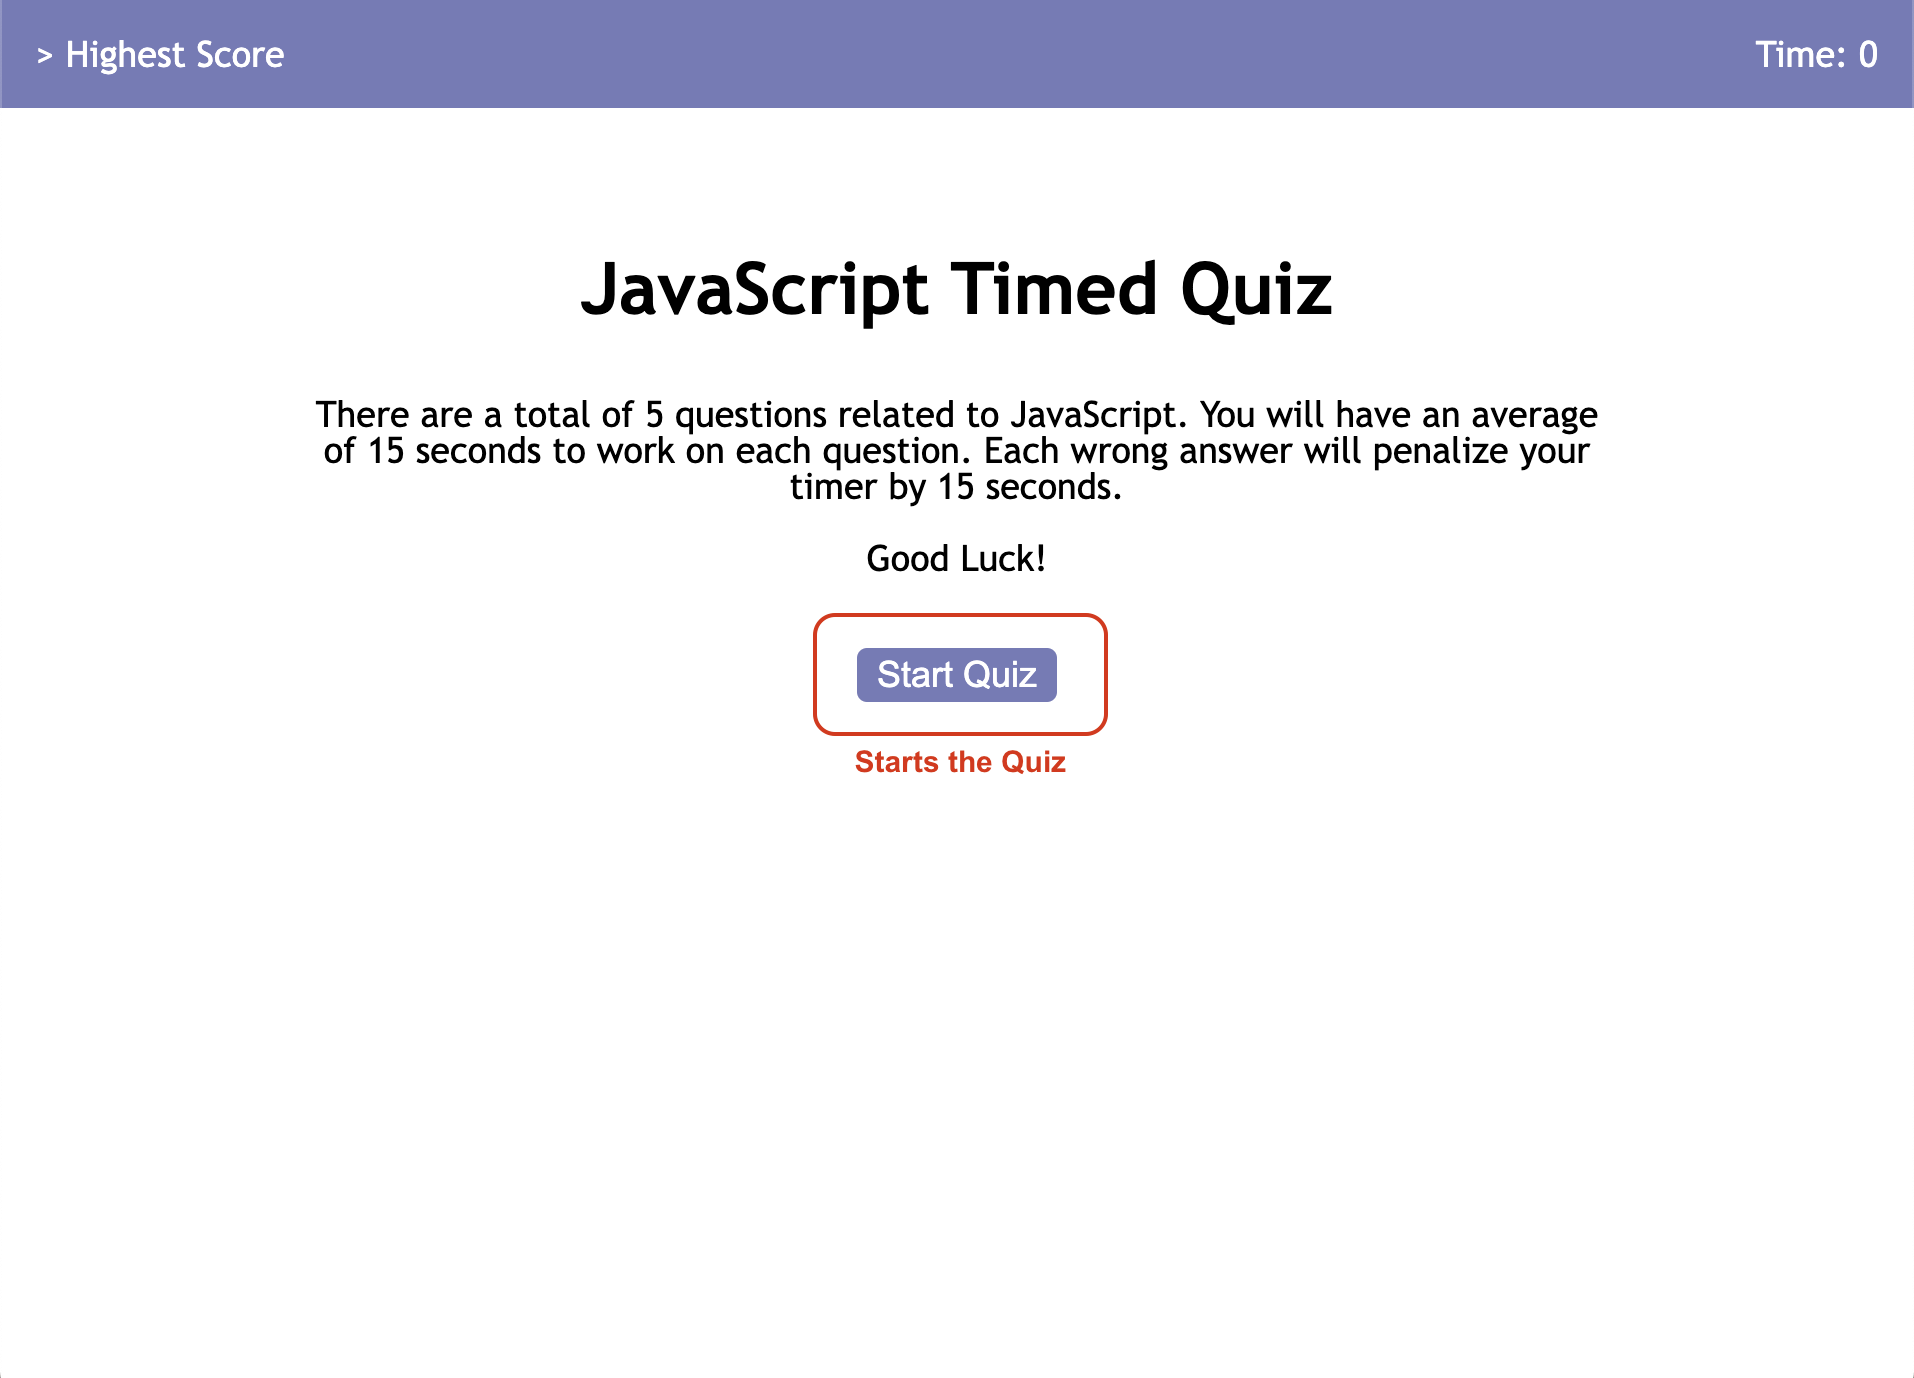 > Highest Score
Time: 0
JavaScript Timed Quiz
There are a total of 5 questions related to JavaScript. You will have an average
of 15 seconds to work on each question. Each wrong answer will penalize your
timer by 15 seconds.
Good Luck!
Start Quiz
Starts the Quiz